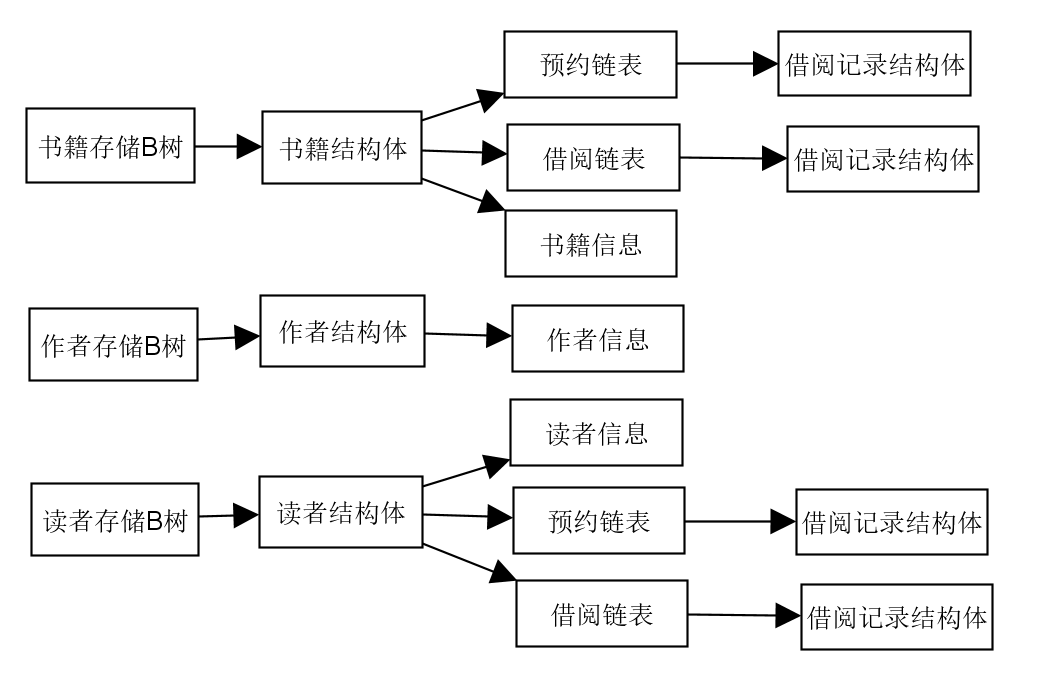 预约链表
借阅记录结构体
书籍存储B树
书籍结构体
借阅链表
借阅记录结构体
书籍信息
作者存储B树
作者结构体
作者信息
读者信息
读者存储B树
读者结构体
预约链表
借阅记录结构体
借阅链表
借阅记录结构体